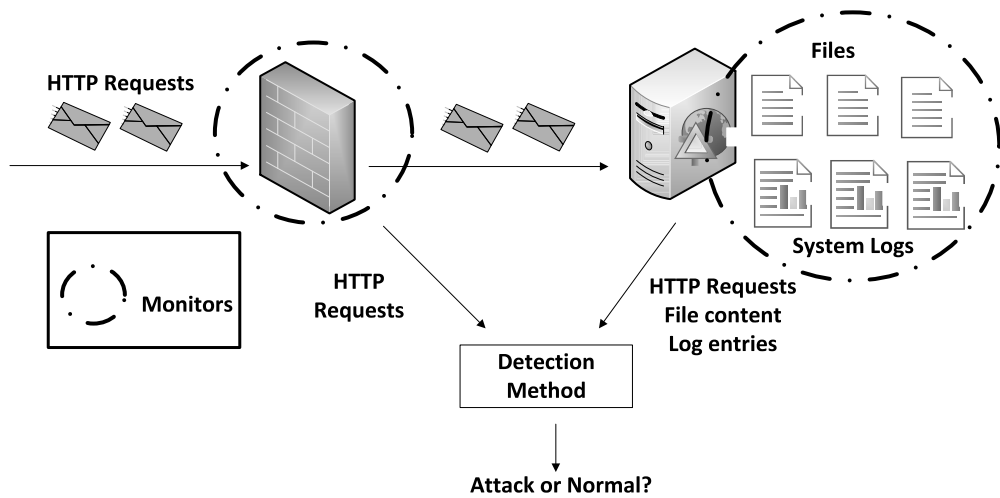 HTTP Requests
Files
System Logs
Monitors
HTTP
Requests
HTTP Requests
File content
Log entries
Detection
Method
Attack or Normal?